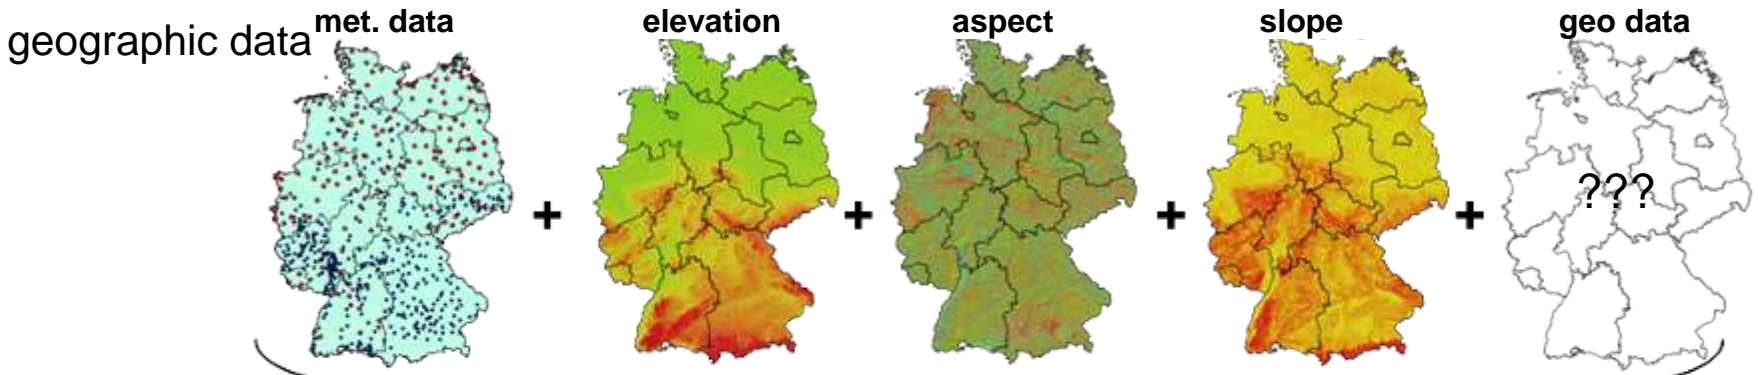 geographic data
met. data
elevation
aspect
slope
geo data
+
+
+
+
???